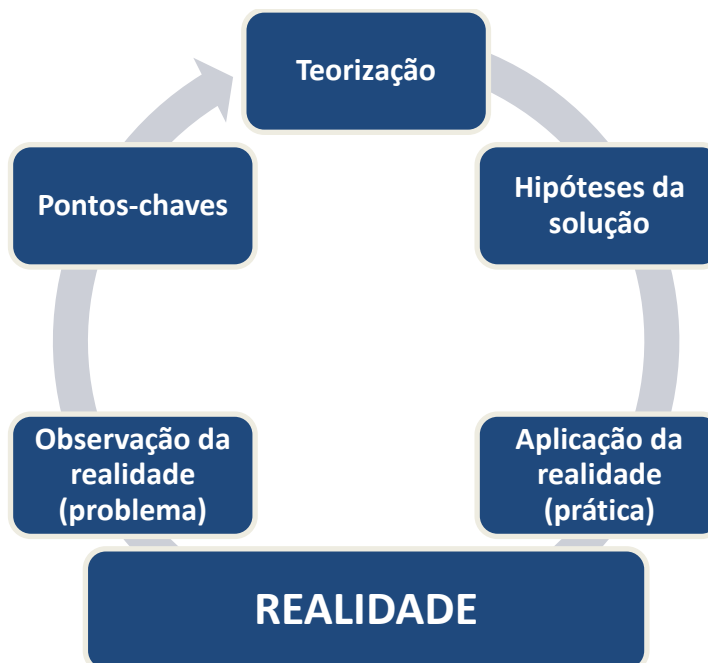 Teorização
Pontos-chaves
Hipóteses da
solução
Observação da
realidade
(problema)
Aplicação da
realidade
(prática)
REALIDADE